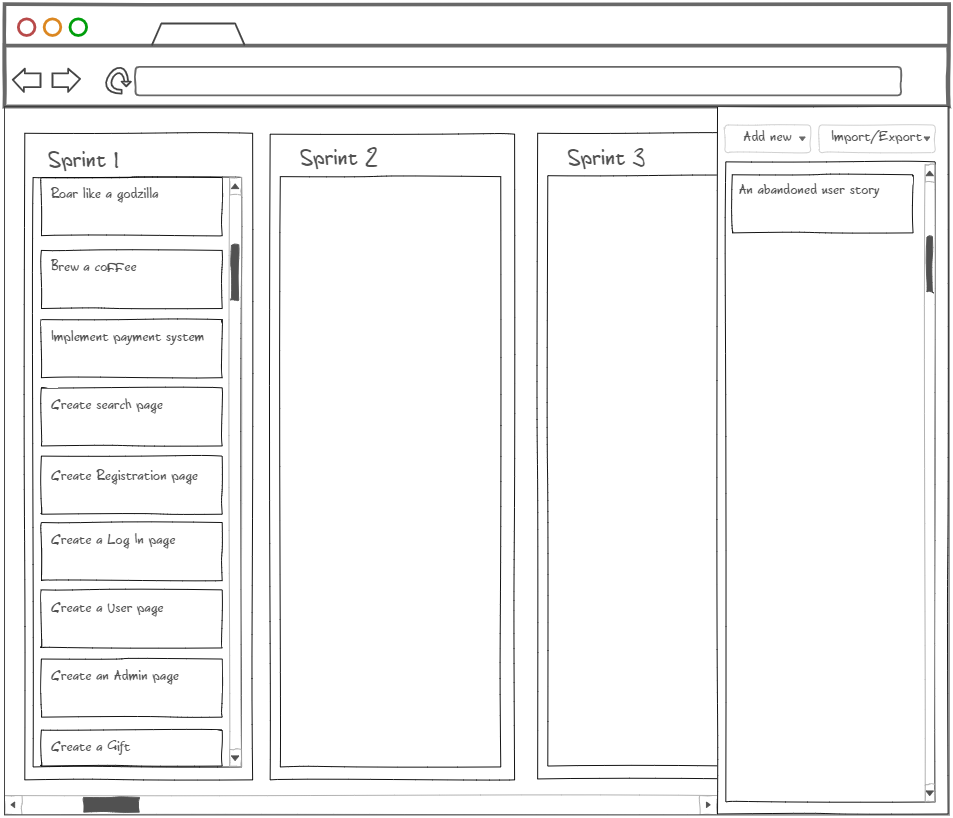 Add new
Import/Export
Sprint 1
Roar like a godzilla
Brew a coffee
Implement payment system
Create search page
Create Registration page
Create a Log In page
Create a User page
Create an Admin page
Create a Gift
Sprint 2
Sprint 3
An abandoned user story